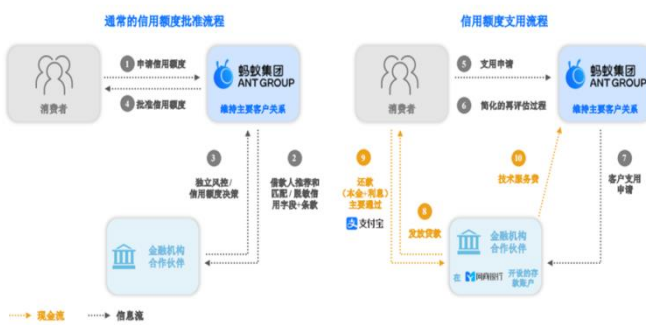 通常的信用额度批准流程
1 申请信用额度
4 批准信用额度
消费者
蚂蚁集团
ANT GROUP
维持主要客户关系
3
独立风控/
信用额度决策
2
借款人推荐和
匹配/脱敏信
用字段+条款
金融机构
合作伙伴
现金流
信息流
信用额度支用流程
5
支用申请
6
简化的再评估过程
消费者
蚂蚁集团
ANT GROUP
维持主要客户关系
9
还款
(本金+利息)
主要通过
支付宝
8
发放贷款
10
技术服务费
7
客户支用
申请
金融机构
合作伙伴
在 网商银行 开设的存
款账户